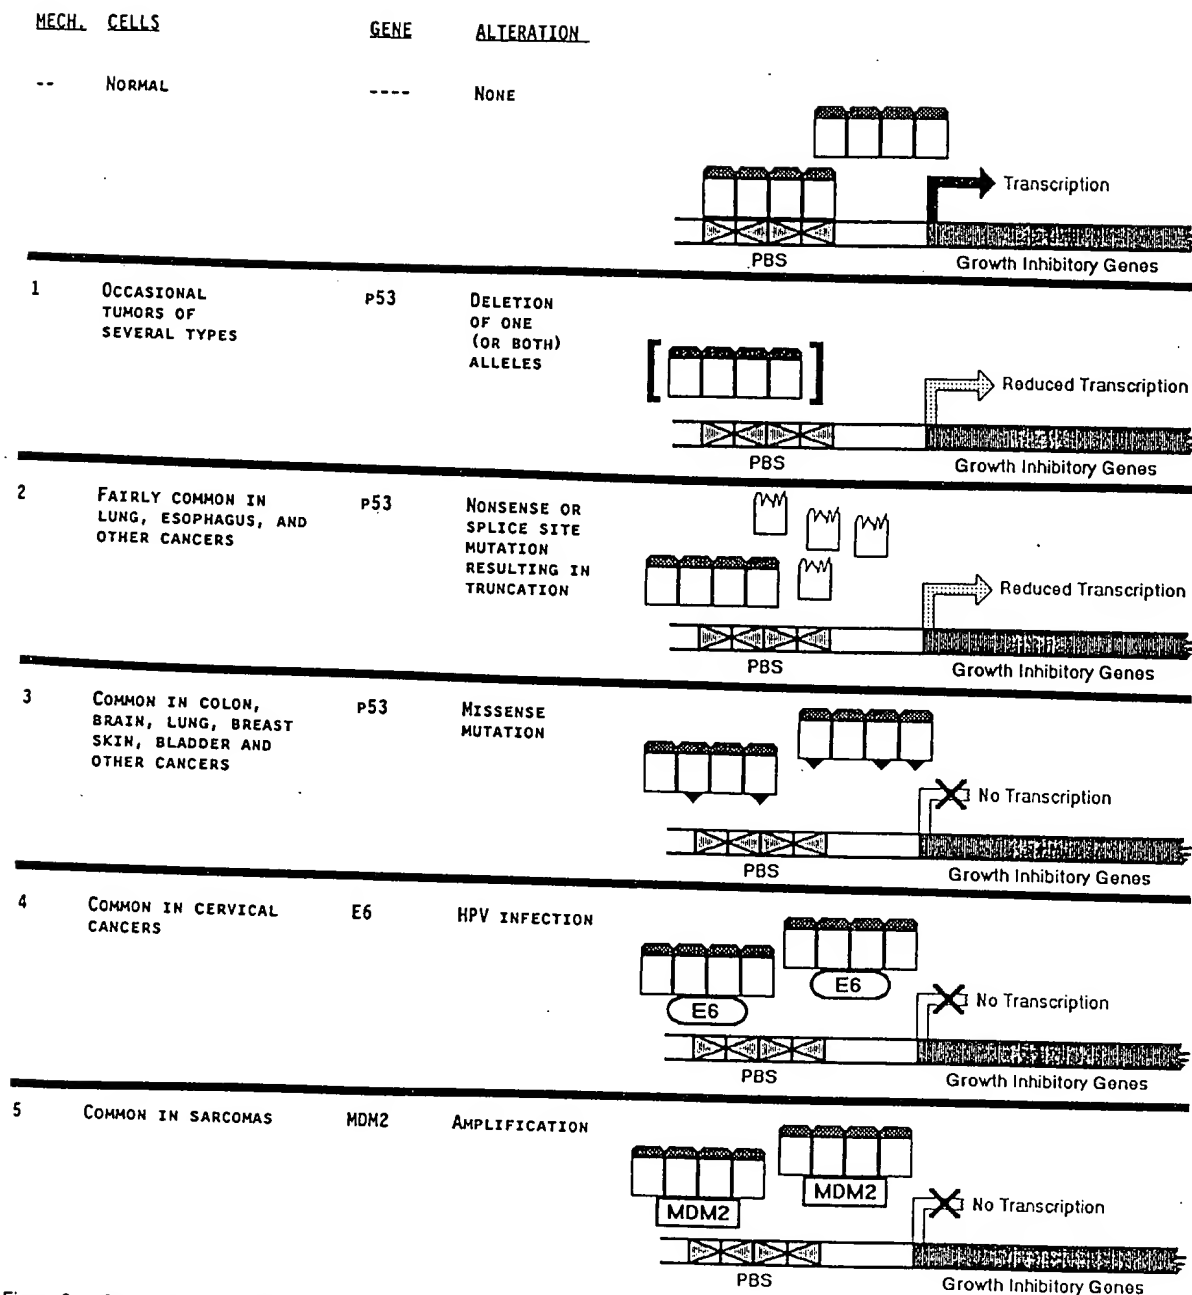 MECH. CELLS GENE ALTERATION
-- NORMAL ---- NONE
Transcription
PBS Growth Inhibitory Genes
1 OCCASIONAL P53 DELETION
TUMORS OF OF ONE
SEVERAL TYPES (OR BOTH)
ALLELES
Reduced Transcription
PBS Growth Inhibitory Genes
2 FAIRLY COMMON IN P53 NONSENSE OR
LUNG, ESOPHAGUS, AND SPLICE SITE
OTHER CANCERS MUTATION
RESULTING IN
TRUNCATION
Reduced Transcription
PBS Growth Inhibitory Genes
3 COMMON IN COLON, P53 MISSENSE
BRAIN, LUNG, BREAST MUTATION
SKIN, BLADDER AND
OTHER CANCERS
No Transcription
PBS Growth Inhibitory Genes
4 COMMON IN CERVICAL E6 HPV INFECTION
CANCERS
E6
E6
No Transcription
PBS Growth Inhibitory Genes
5 COMMON IN SARCOMAS MDM2 AMPLIFICATION
MDM2
MDM2
No Transcription
PBS Growth Inhibitory Genes